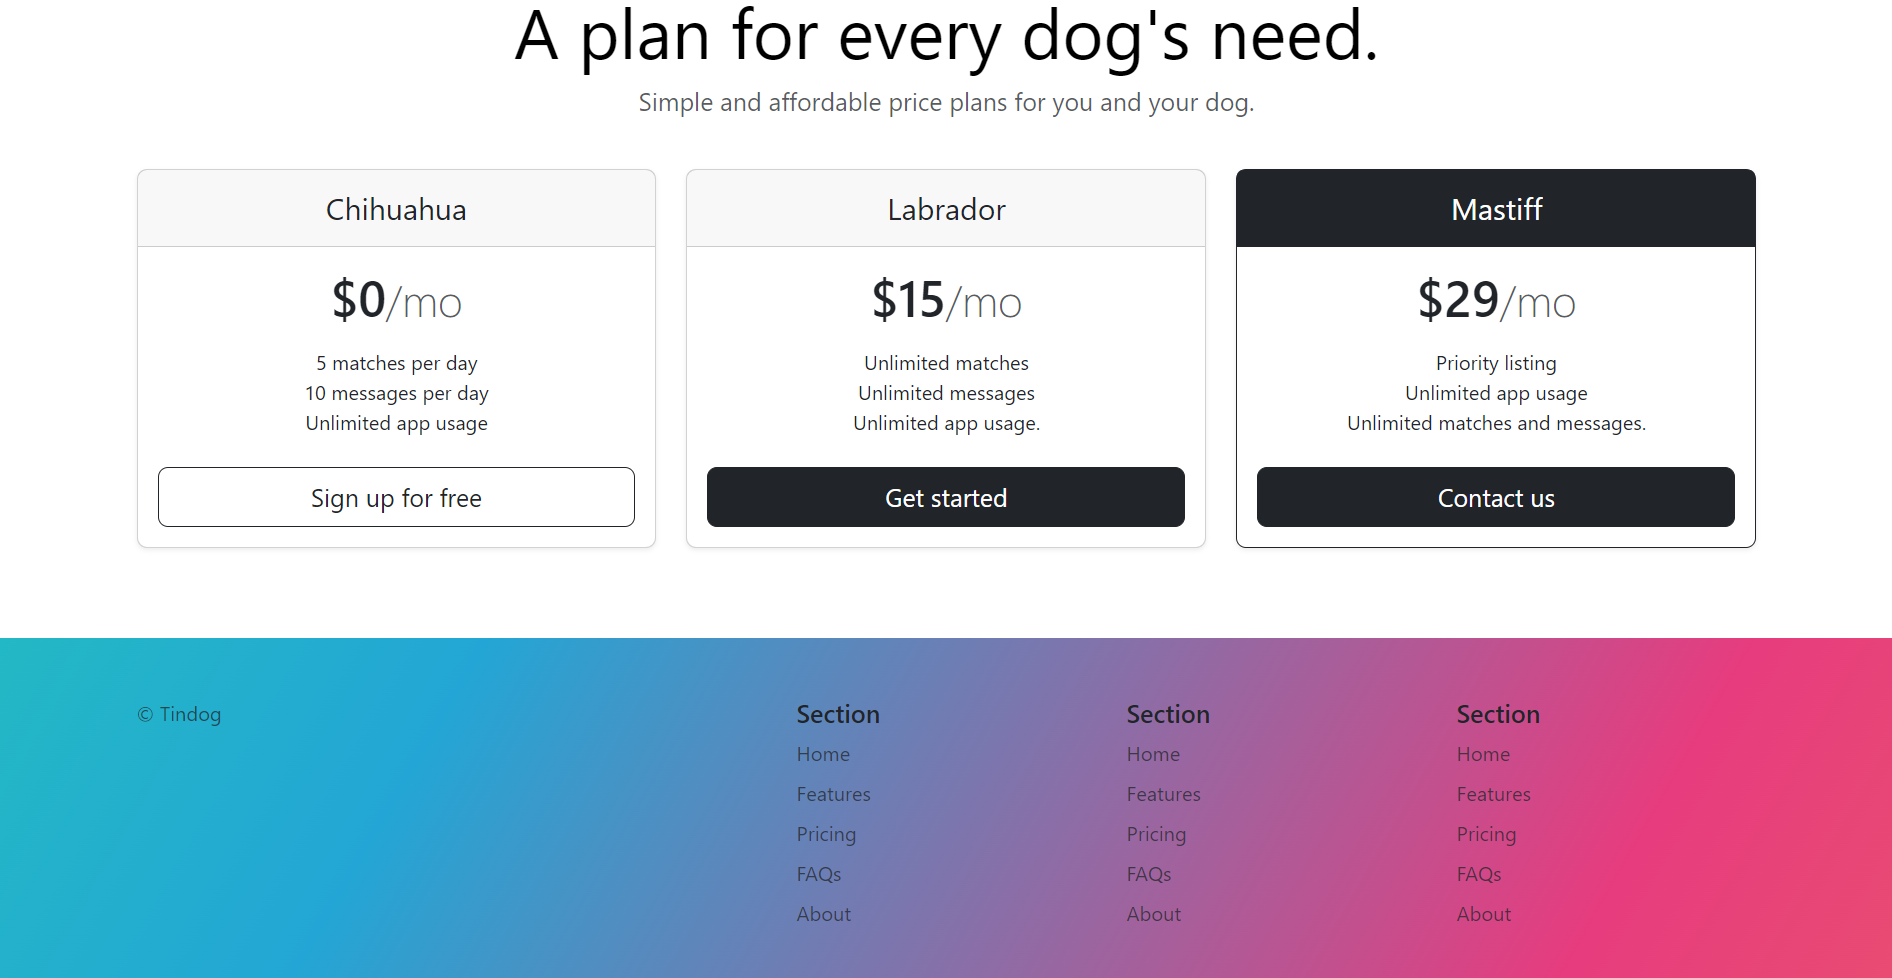 A plan for every dog's need.
Simple and affordable price plans for you and your dog.
Chihuahua
$0/mo
5 matches per day
10 messages per day
Unlimited app usage
Sign up for free
Labrador
$15/mo
Unlimited matches
Unlimited messages
Unlimited app usage.
Get started
Mastiff
$29/mo
Priority listing
Unlimited app usage
Unlimited matches and messages.
Contact us
© Tindog
Section
Home
Features
Pricing
FAQs
About
Section
Home
Features
Pricing
FAQs
About
Section
Home
Features
Pricing
FAQs
About